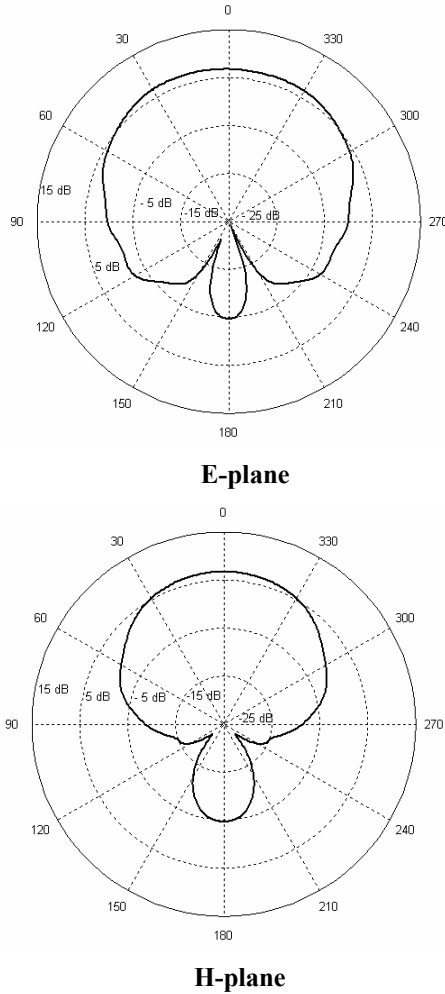 0
30 330
60 300
15 dB - 5 dB -15 dB - 25 dB
90 270
5 dB
120 240
150 210
180
E-plane
0
30 330
60 300
15 dB 5 dB - 5 dB -15 dB -25 dB
90 270
120 240
150 210
180
H-plane